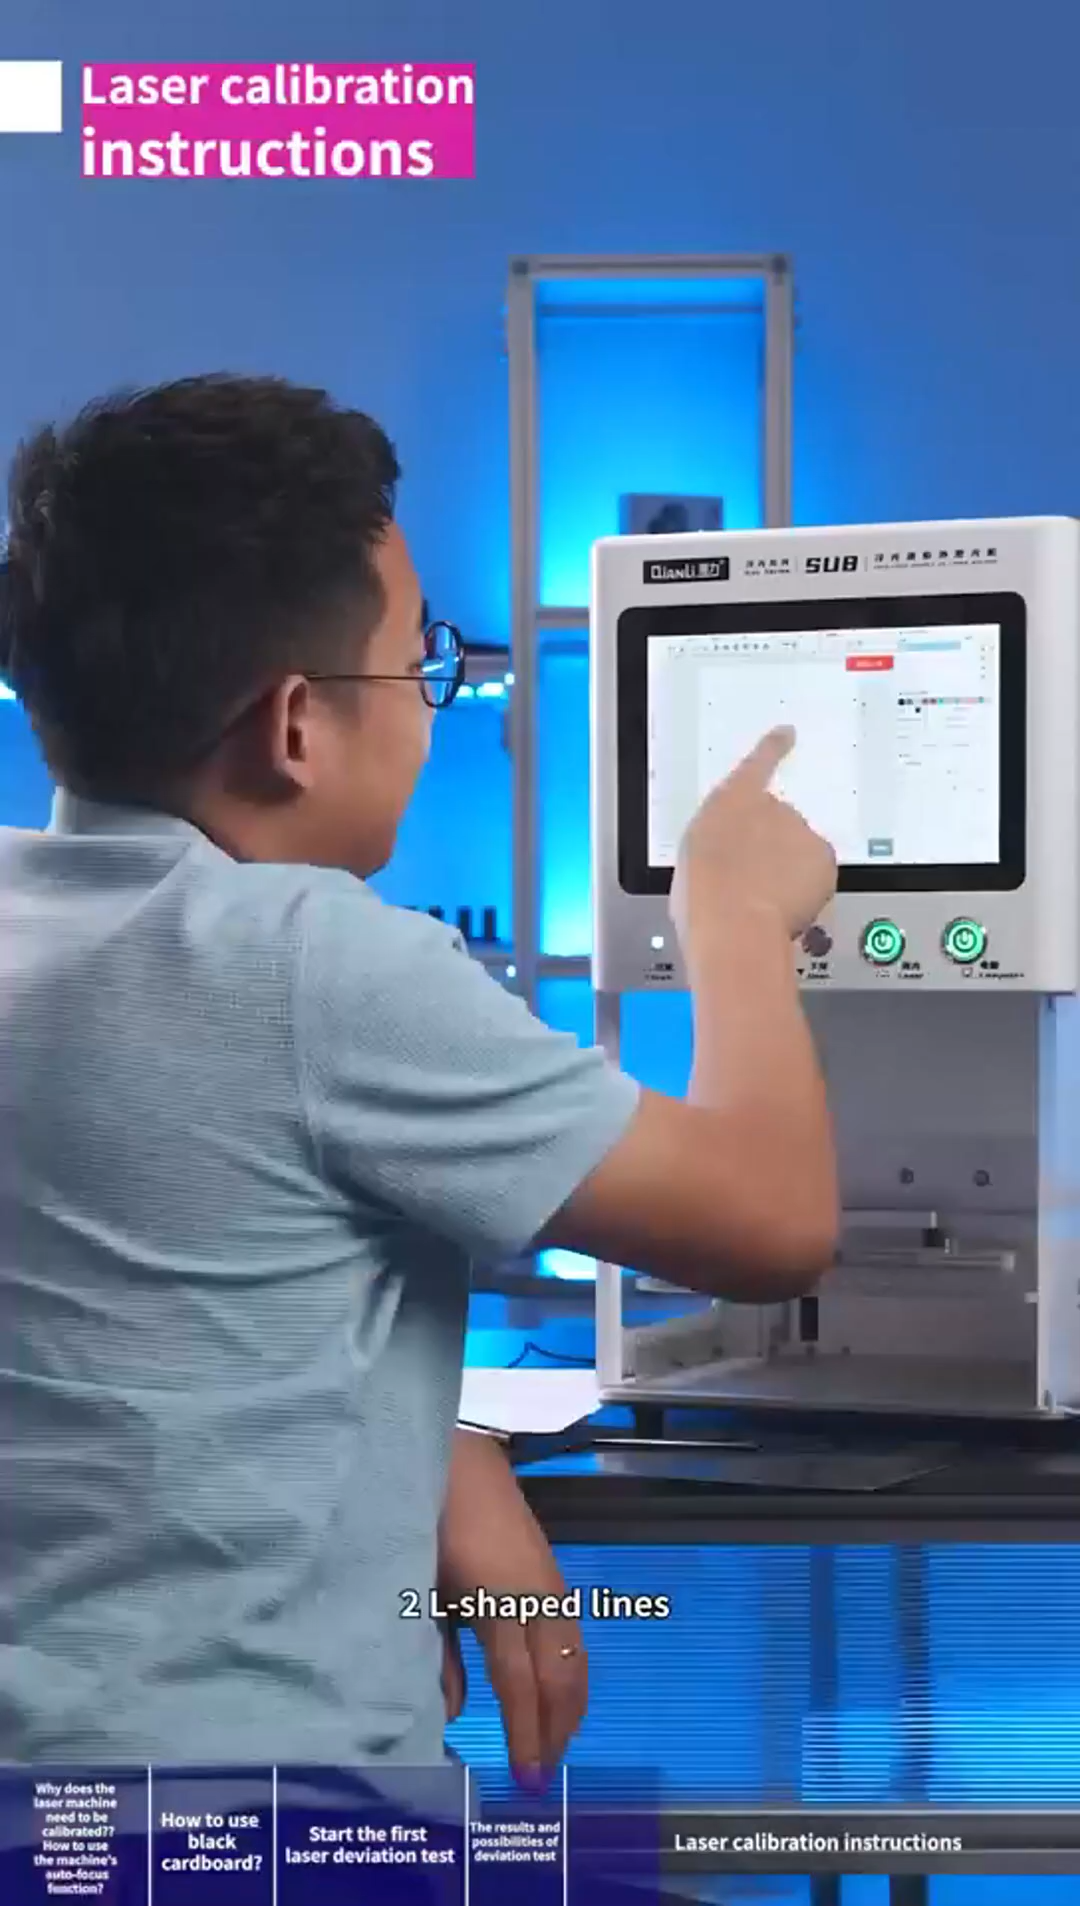 Laser calibration
instructions
QIANLI
SUB
2 L-shaped lines
Why does the
laser machine
need to be
calibrated??
How to use
the machine's
auto-focus
function?
How to use
black
cardboard?
Start the first
laser deviation test
The results and
possibilities of
deviation test
Laser calibration instructions